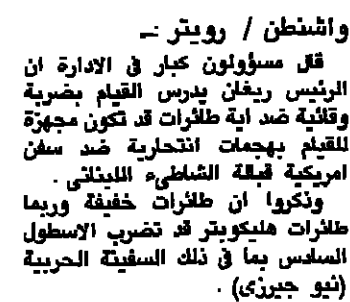 واشنطن / رويتر :ـ
قال مسؤولون كبار في الادارة ان
الرئيس ريغان يدرس القيام بضربة
وقائية ضد اية طائرات قد تكون مجهزة
للقيام بهجمات انتحارية ضد سفن
امريكية قبالة الشاطىء اللبناني .
وذكروا ان طائرات خفيفة وربما
طائرات هليكوبتر قد تضرب الاسطول
السادس بما في ذلك السفينة الحربية
(نيو جيرزي) .